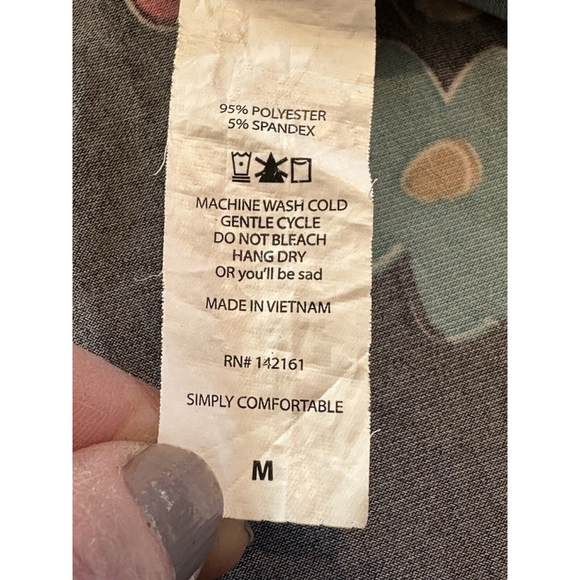 95% POLYESTER
5% SPANDEX
MACHINE WASH COLD
GENTLE CYCLE
DO NOT BLEACH
HANG DRY
OR you'll be sad
MADE IN VIETNAM
RN# 142161
SIMPLY COMFORTABLE
M